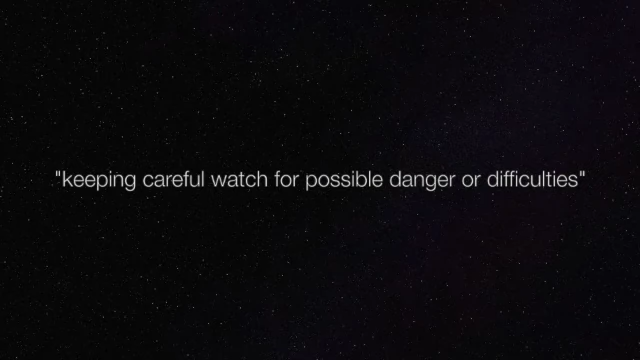 "keeping careful watch for possible danger or difficulties"